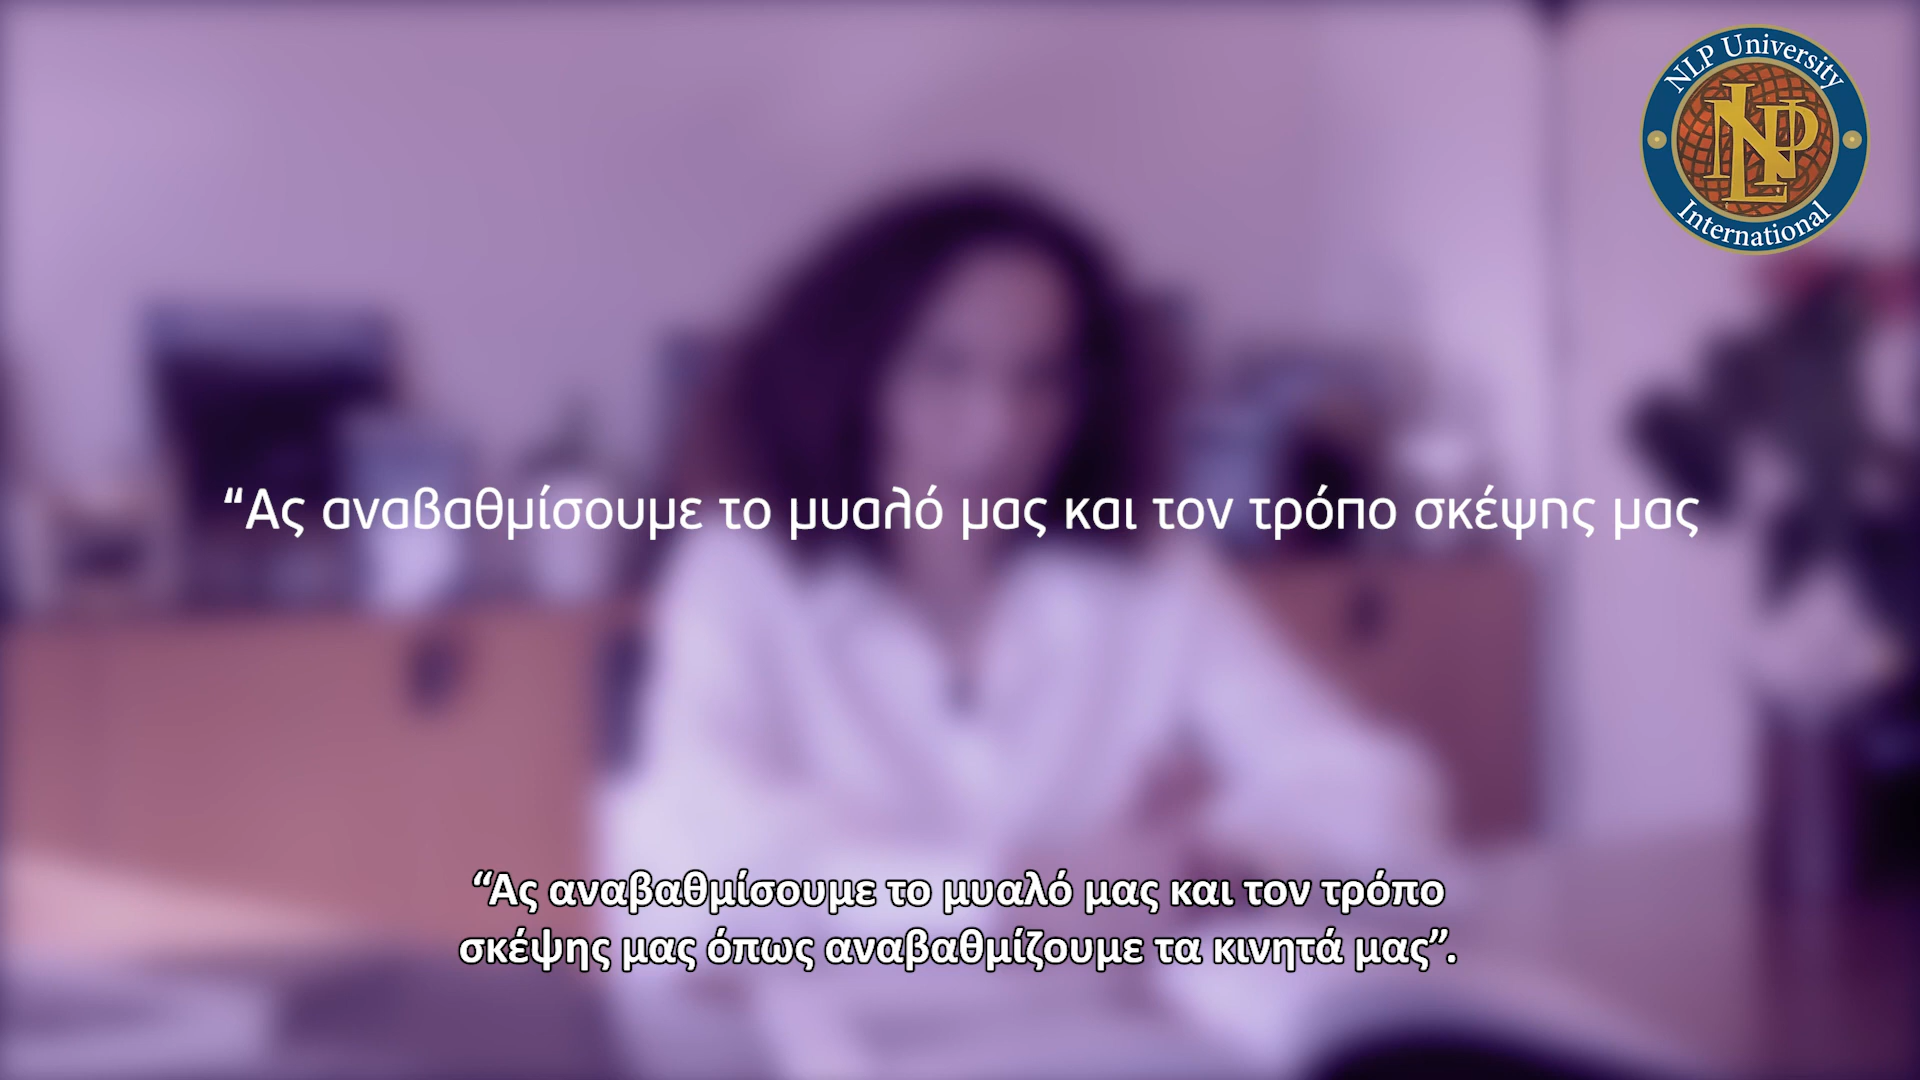 NLP University
NLP
International
“Ας αναβαθμίσουμε το μυαλό μας και τον τρόπο σκέψης μας
“Ας αναβαθμίσουμε το μυαλό μας και τον τρόπο
σκέψης μας όπως αναβαθμίζουμε τα κινητά μας”.